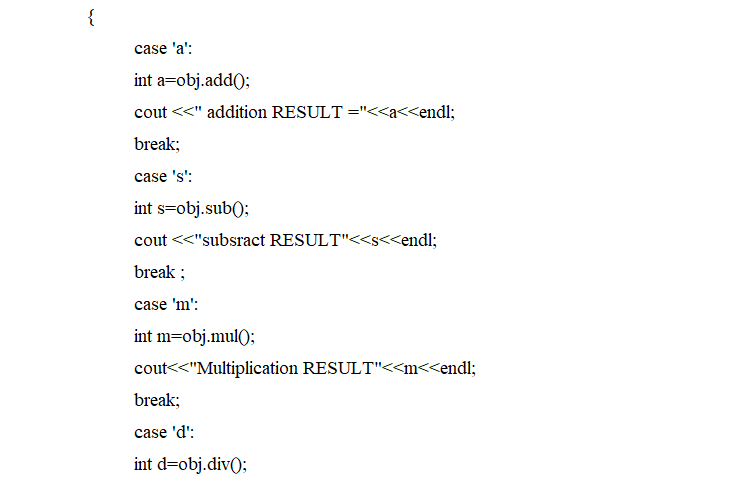 {
case 'a':
int a=obj.add();
cout <<" addition RESULT ="<<a<<endl;
break;
case 's':
int s=obj.sub();
cout <<"subsract RESULT"<<s<<endl;
break ;
case 'm':
int m=obj.mul();
cout<<"Multiplication RESULT"<<m<<endl;
break;
case 'd':
int d=obj.div();